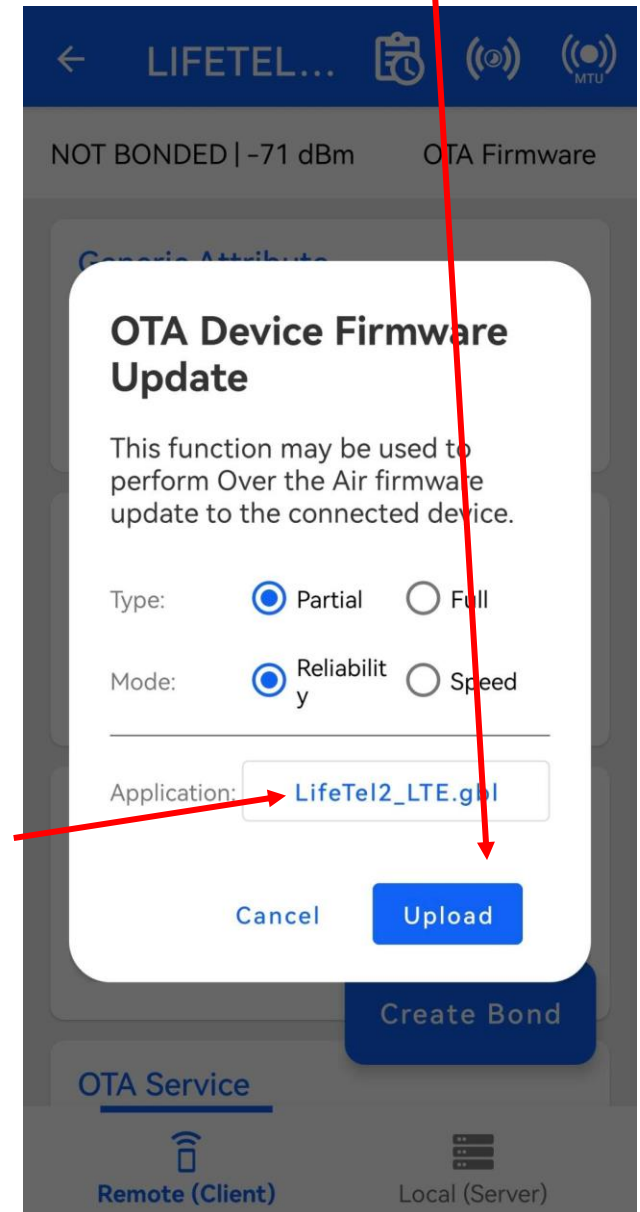 LIFETEL...
MTU
NOT BONDED | -71 dBm OTA Firmware
Generic Attribute
OTA Device Firmware
Update
This function may be used to
perform Over the Air firmware
update to the connected device.
Type: Partial Full
Mode: Reliabilit
y Speed
Application: LifeTel2_LTE.gbl
Cancel Upload
Create Bond
OTA Service
Remote (Client) Local (Server)